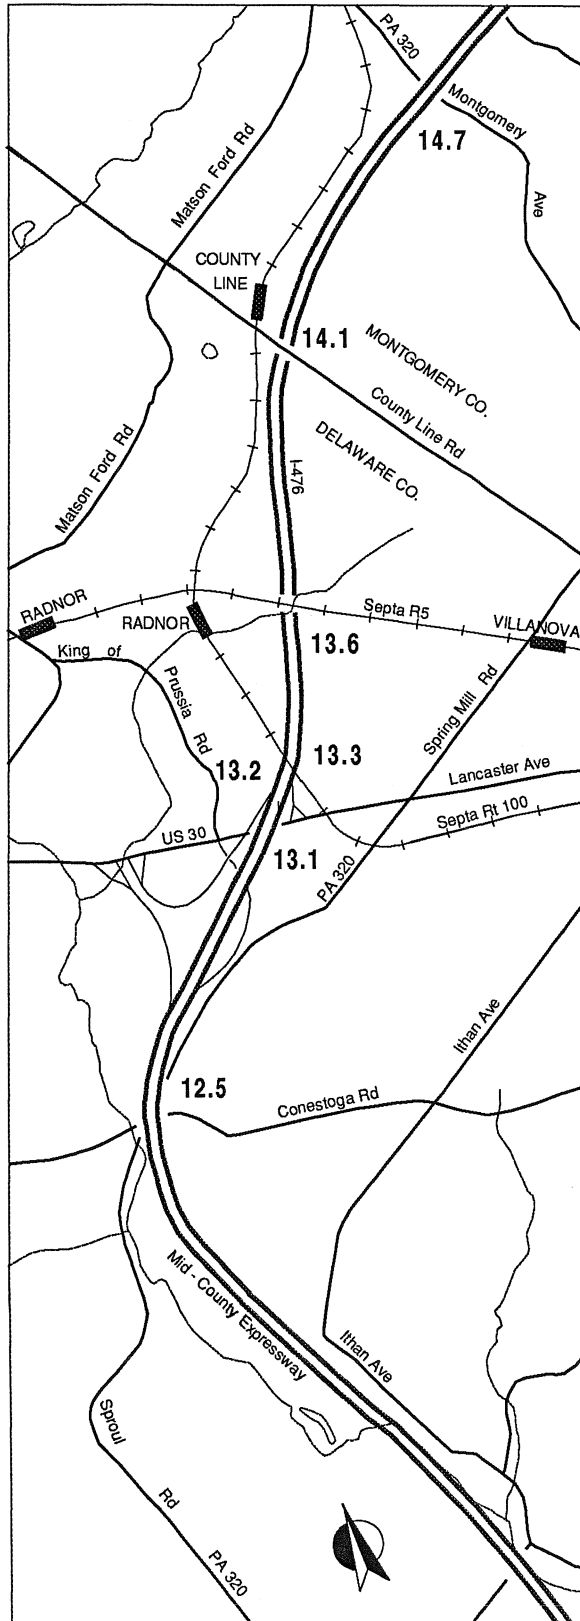 PA 320
Montgomery
14.7
Ave
Matson Ford Rd
COUNTY
LINE
14.1
MONTGOMERY CO.
County Line Rd
DELAWARE CO.
I-476
Matson Ford Rd
RADNOR
RADNOR
Septa R5
VILLANOVA
13.6
King of
Prussia
Rd
Spring Mill Rd
13.2
13.3
Lancaster Ave
Septa Rt 100
US 30
13.1
PA 320
Ithan Ave
12.5
Conestoga Rd
Mid - County Expressway
Ithan Ave
Sproul
Rd
PA 320